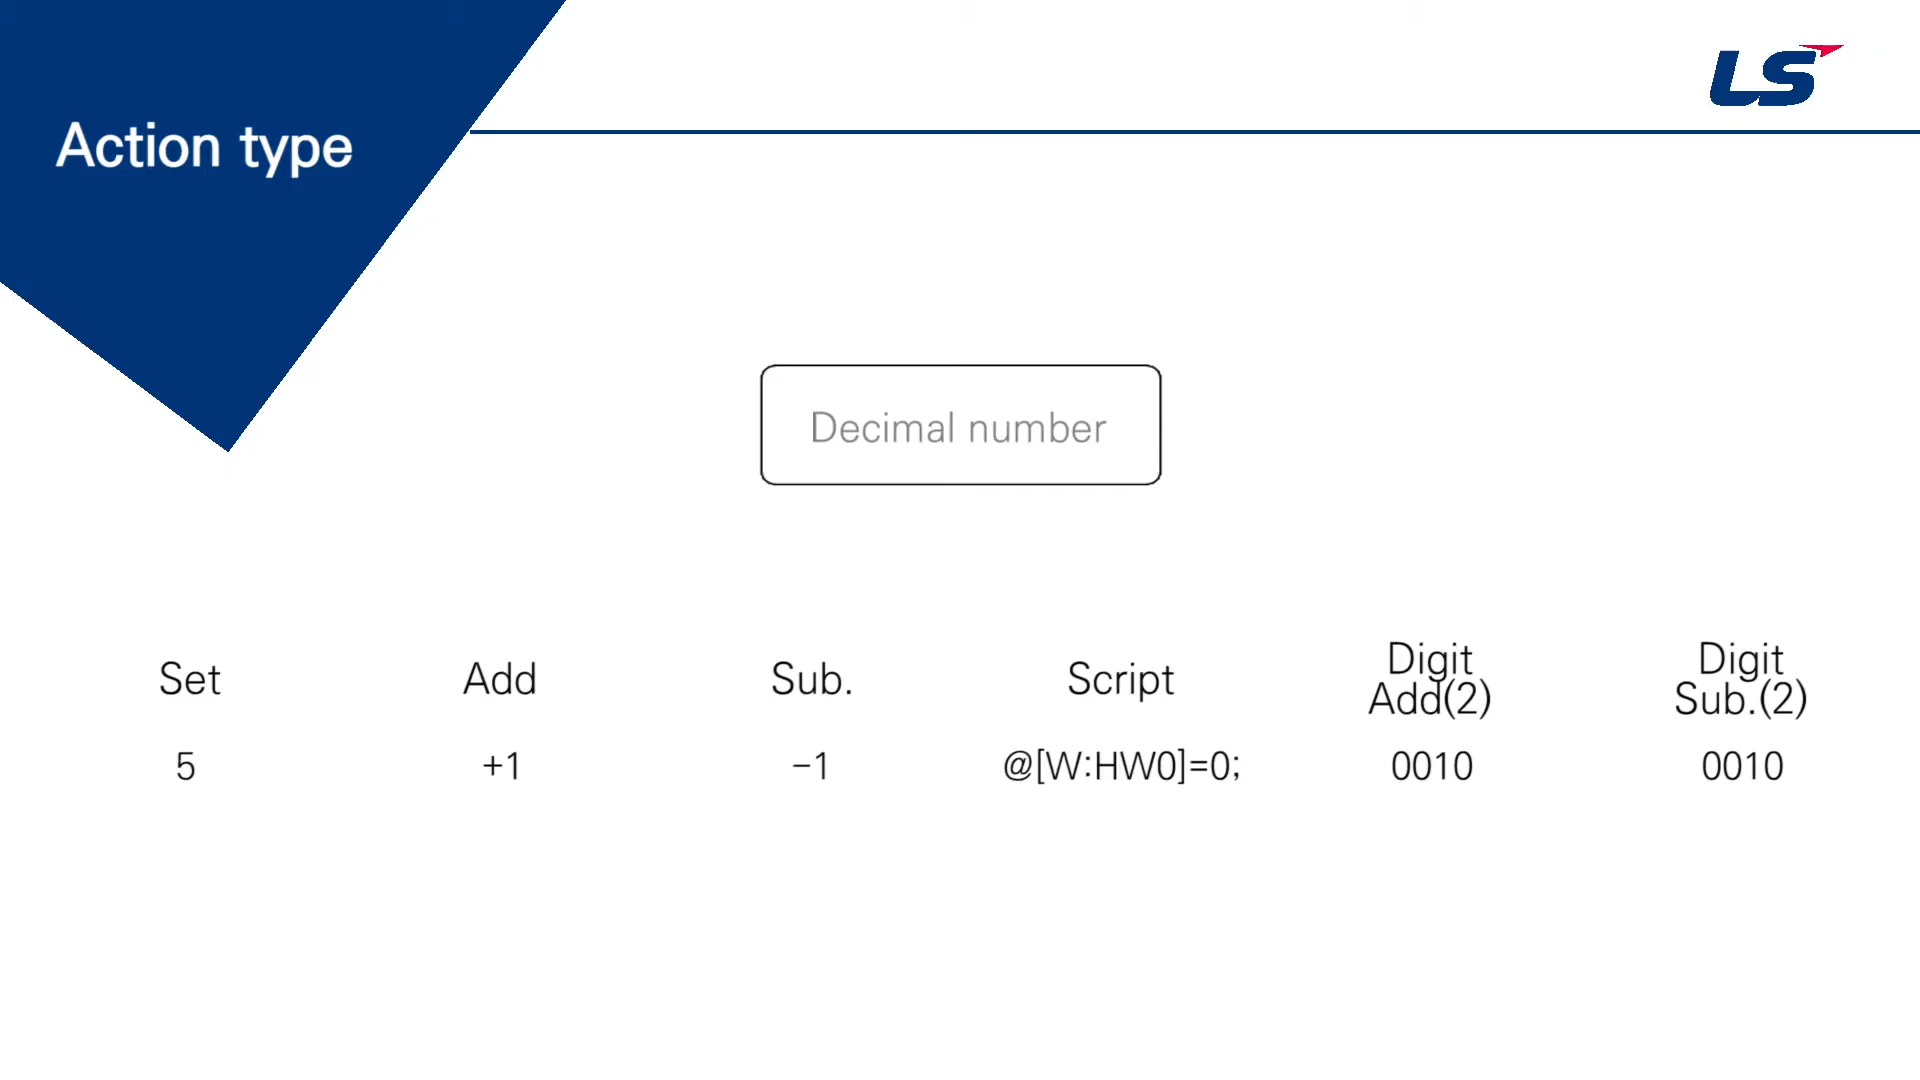 LS
Action type
Decimal number
Set
Add
Sub.
Script
Digit
Add(2)
Digit
Sub.(2)
5
+1
-1
@[W:HW0]=0;
0010
0010